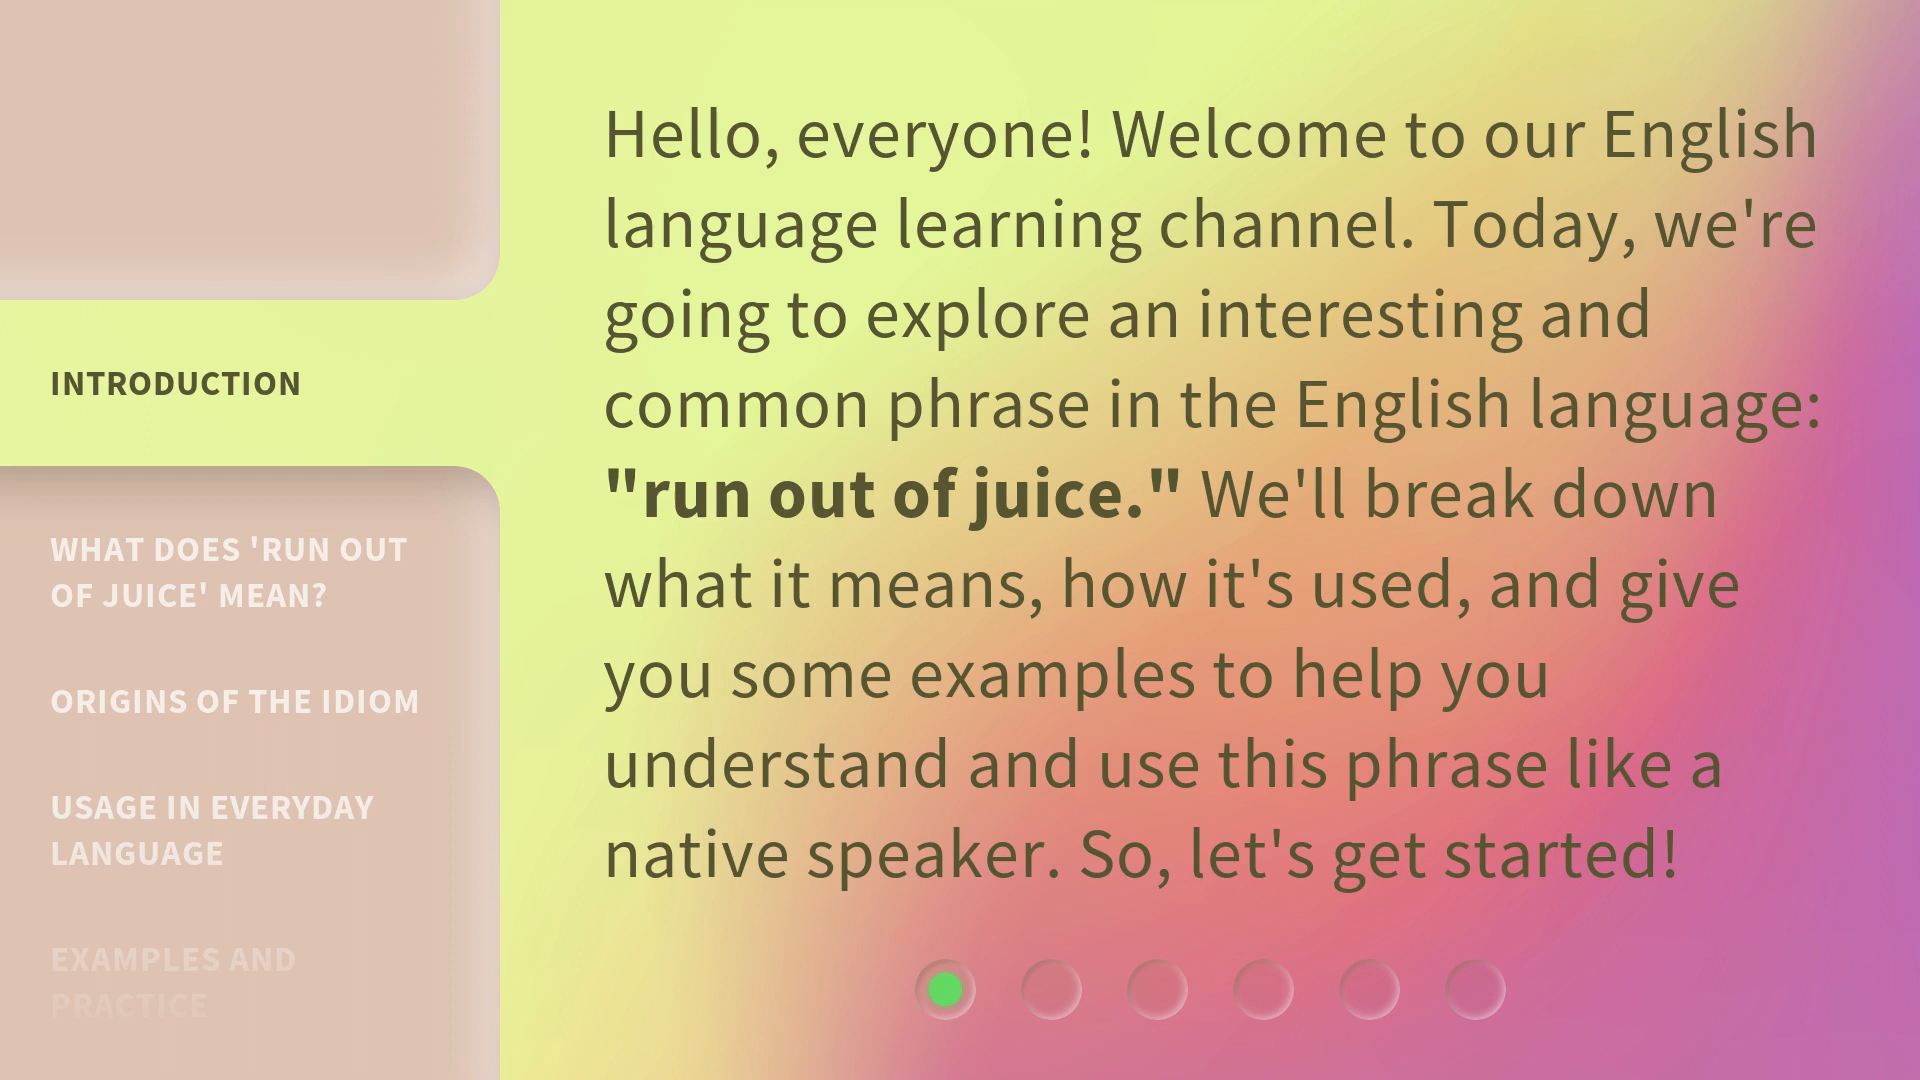 INTRODUCTION
WHAT DOES 'RUN OUT
OF JUICE' MEAN?
ORIGINS OF THE IDIOM
USAGE IN EVERYDAY
LANGUAGE
EXAMPLES AND
PRACTICE
Hello, everyone! Welcome to our English
language learning channel. Today, we're
going to explore an interesting and
common phrase in the English language:
"run out of juice." We'll break down
what it means, how it's used, and give
you some examples to help you
understand and use this phrase like a
native speaker. So, let's get started!